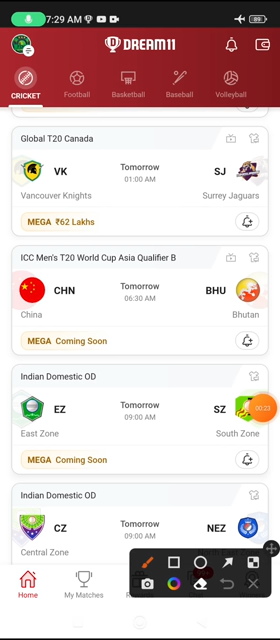 7:29 AM
89
DREAM11
CRICKET
Football
Basketball
Baseball
Volleyball
Global T20 Canada
VK
Tomorrow
01:00 AM
SJ
Vancouver Knights
Surrey Jaguars
MEGA ₹62 Lakhs
ICC Men's T20 World Cup Asia Qualifier B
CHN
Tomorrow
06:30 AM
BHU
China
Bhutan
MEGA Coming Soon
Indian Domestic OD
EZ
Tomorrow
09:00 AM
SZ
00:23
East Zone
South Zone
MEGA Coming Soon
Indian Domestic OD
CZ
Tomorrow
09:00 AM
NEZ
Central Zone
Home
My Matches